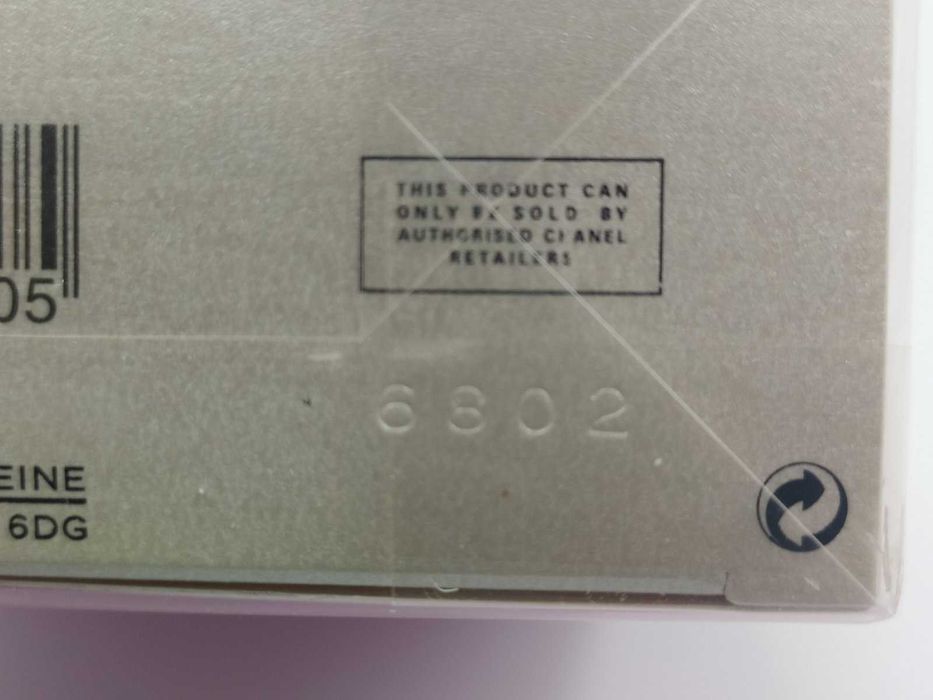 THIS PRODUCT CAN
ONLY BE SOLD BY
AUTHORISED CHANEL
RETAILERS
05
6802
EINE
6DG